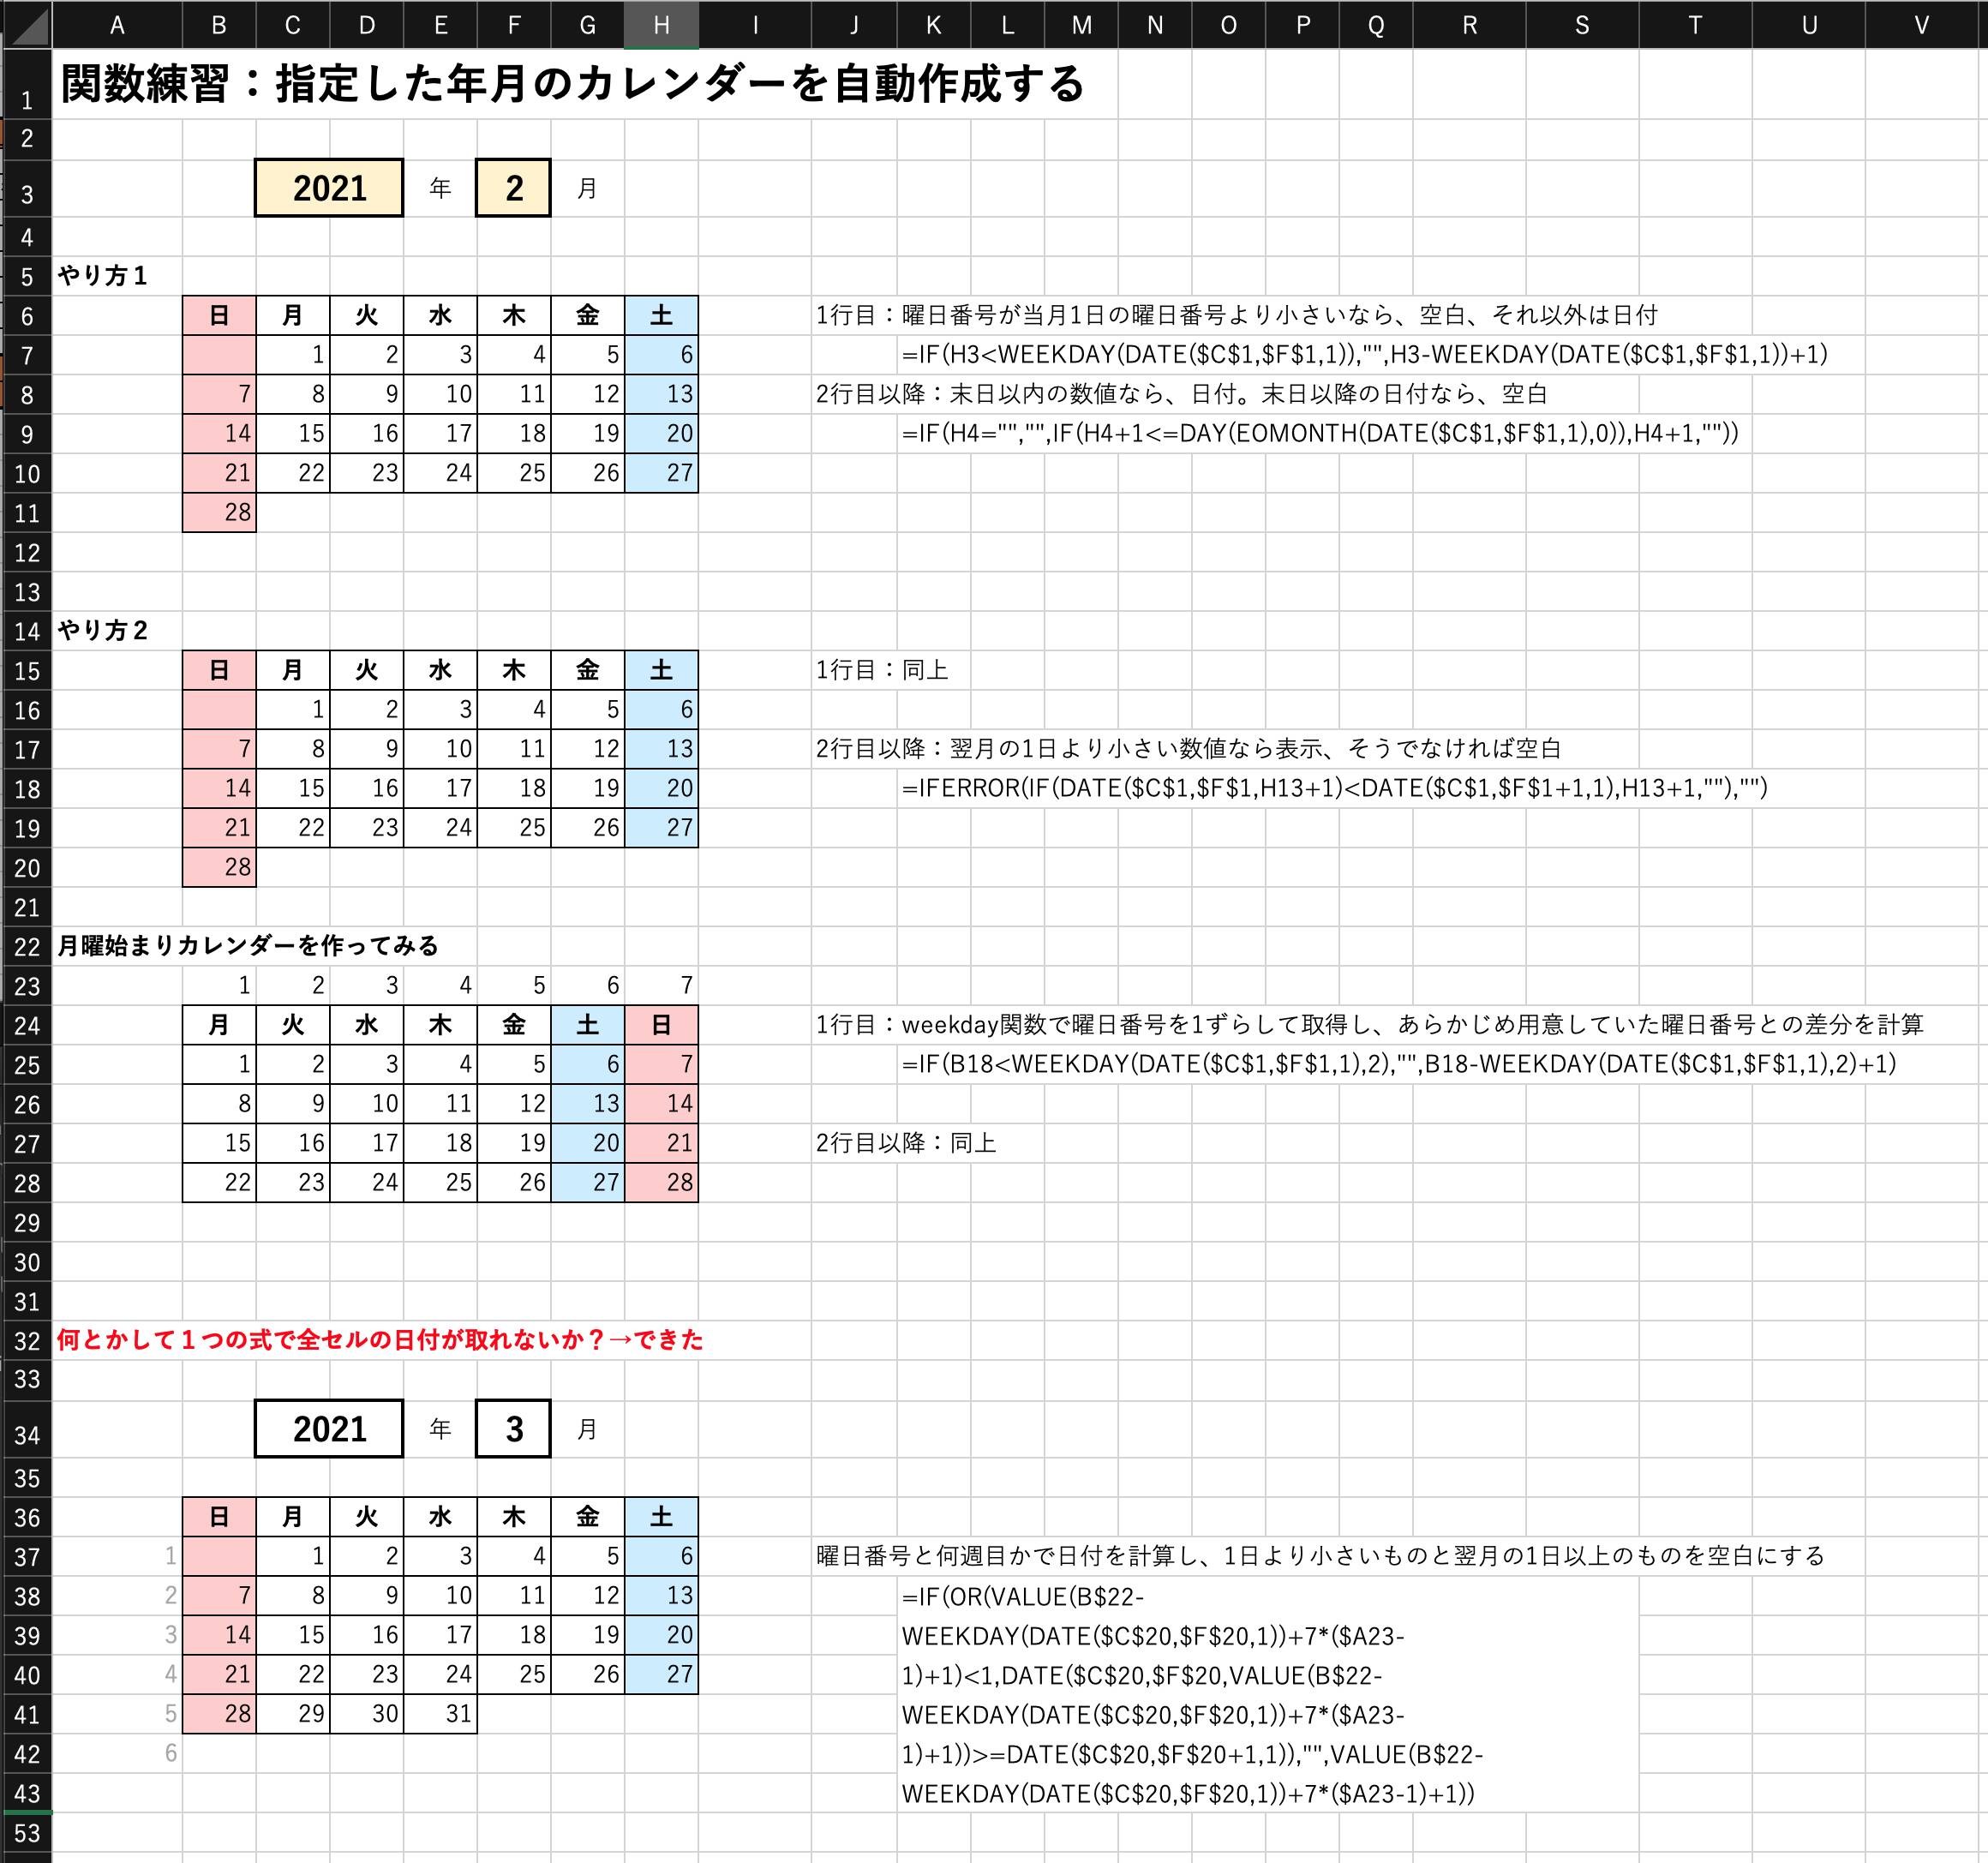 A B C D E F G H I J K L M N O P Q R S T U V
1 関数練習：指定した年月のカレンダーを自動作成する
2
3 2021 年 2 月
4
5 やり方１
6 日 月 火 水 木 金 土 1行目：曜日番号が当月1日の曜日番号より小さいなら、空白、それ以外は日付
7 1 2 3 4 5 6 =IF(H3<WEEKDAY(DATE($C$1,$F$1,1)),"",H3-WEEKDAY(DATE($C$1,$F$1,1))+1)
8 7 8 9 10 11 12 13 2行目以降：末日以内の数値なら、日付。末日以降の日付なら、空白
9 14 15 16 17 18 19 20 =IF(H4="","",IF(H4+1<=DAY(EOMONTH(DATE($C$1,$F$1,1),0)),H4+1,""))
10 21 22 23 24 25 26 27
11 28
12
13
14 やり方２
15 日 月 火 水 木 金 土 1行目：同上
16 1 2 3 4 5 6
17 7 8 9 10 11 12 13 2行目以降：翌月の1日より小さい数値なら表示、そうでなければ空白
18 14 15 16 17 18 19 20 =IFERROR(IF(DATE($C$1,$F$1,H13+1)<DATE($C$1,$F$1+1,1),H13+1,""),"")
19 21 22 23 24 25 26 27
20 28
21
22 月曜始まりカレンダーを作ってみる
23 1 2 3 4 5 6 7
24 月 火 水 木 金 土 日 1行目：weekday関数で曜日番号を1ずらして取得し、あらかじめ用意していた曜日番号との差分を計算
25 1 2 3 4 5 6 7 =IF(B18<WEEKDAY(DATE($C$1,$F$1,1),2),"",B18-WEEKDAY(DATE($C$1,$F$1,1),2)+1)
26 8 9 10 11 12 13 14
27 15 16 17 18 19 20 21 2行目以降：同上
28 22 23 24 25 26 27 28
29
30
31
32 何とかして１つの式で全セルの日付が取れないか？→できた
33
34 2021 年 3 月
35
36 日 月 火 水 木 金 土
37 1 1 2 3 4 5 6 曜日番号と何週目かで日付を計算し、1日より小さいものと翌月の1日以上のものを空白にする
38 2 7 8 9 10 11 12 13 =IF(OR(VALUE(B$22-
39 3 14 15 16 17 18 19 20 WEEKDAY(DATE($C$20,$F$20,1))+7*($A23-
40 4 21 22 23 24 25 26 27 1)+1)<1,DATE($C$20,$F$20,VALUE(B$22-
41 5 28 29 30 31 WEEKDAY(DATE($C$20,$F$20,1))+7*($A23-
42 6 1)+1))>=DATE($C$20,$F$20+1,1)),"",VALUE(B$22-
43 WEEKDAY(DATE($C$20,$F$20,1))+7*($A23-1)+1))
53